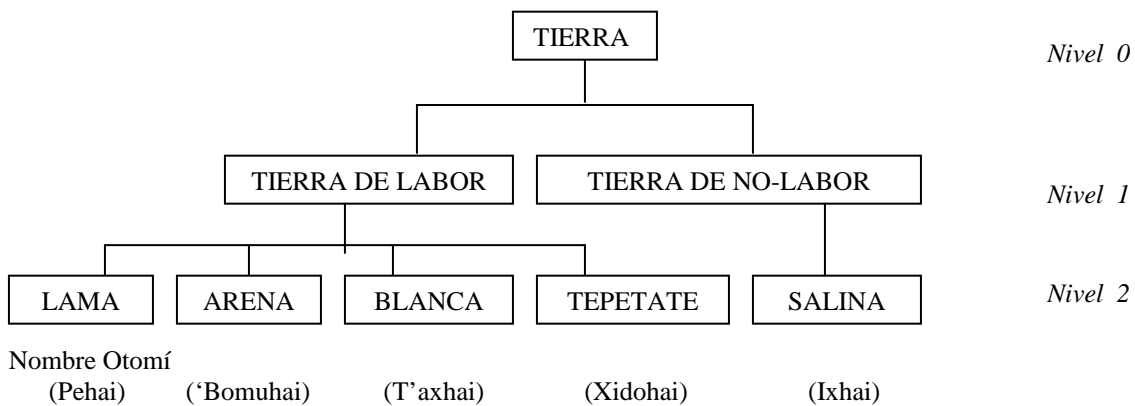 TIERRA
Nivel 0
TIERRA DE LABOR
TIERRA DE NO-LABOR
Nivel 1
LAMA
ARENA
BLANCA
TEPETATE
SALINA
Nivel 2
Nombre Otomí
(Pehai) (‘Bomuhai) (T'axhai) (Xidohai) (Ixhai)